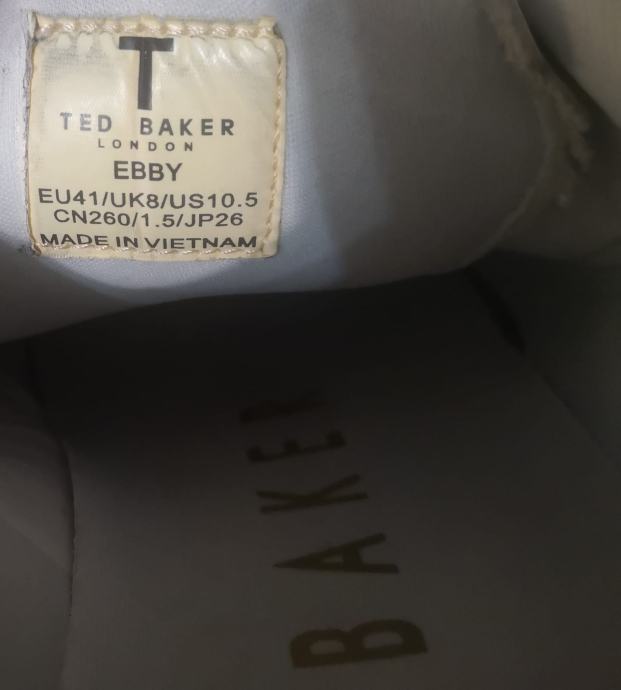 T
TED BAKER
LONDON
EBBY
EU41/UK8/US10.5
CN260/1.5/JP26
MADE IN VIETNAM
BAKER